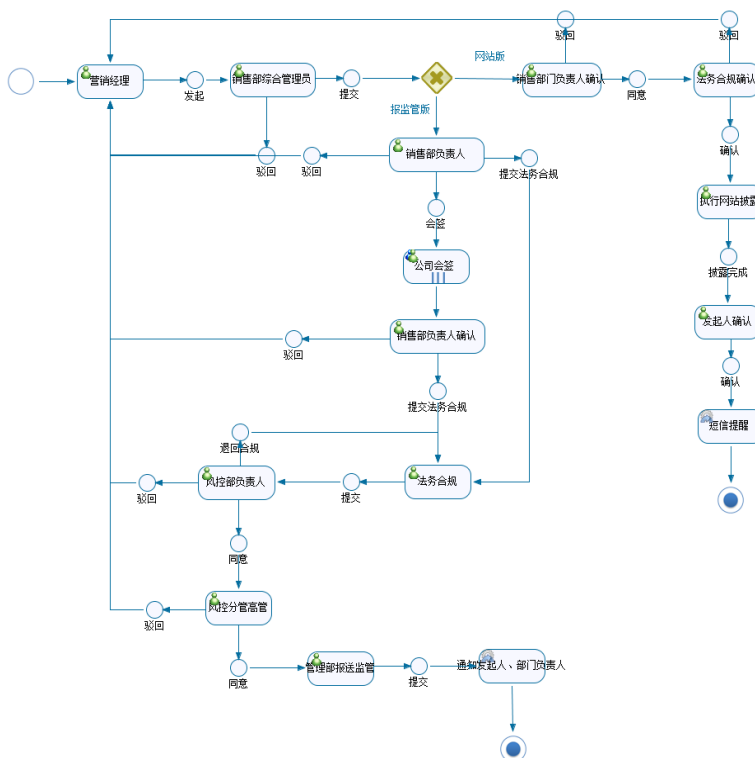 驳回
驳回
网站版
营销经理
发起
销售部综合管理员
提交
销售部门负责人确认
同意
法务合规确认
报监管版
确认
驳回
驳回
销售部负责人
提交法务合规
执行网站披露
会签
公司会签
披露完成
发起人确认
销售部负责人确认
驳回
确认
提交法务合规
短信提醒
退回合规
风控部负责人
驳回
提交
法务合规
同意
风控分管高管
驳回
同意
管理部报送监管
提交
通知发起人、部门负责人